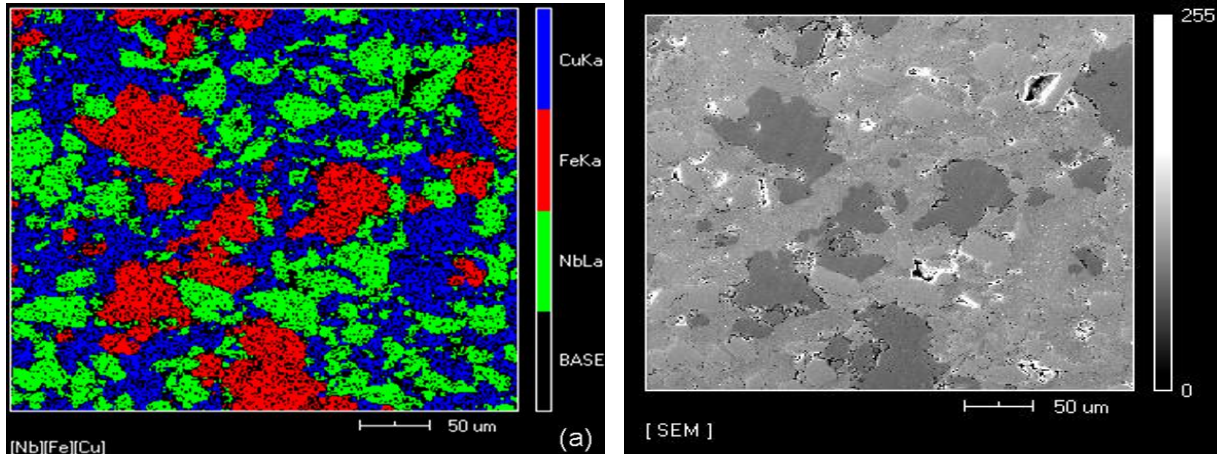 CuKa
FeKa
NbLa
BASE
50 um
(a)
[Nb][Fe][Cu]
255
0
50 um
[ SEM ]